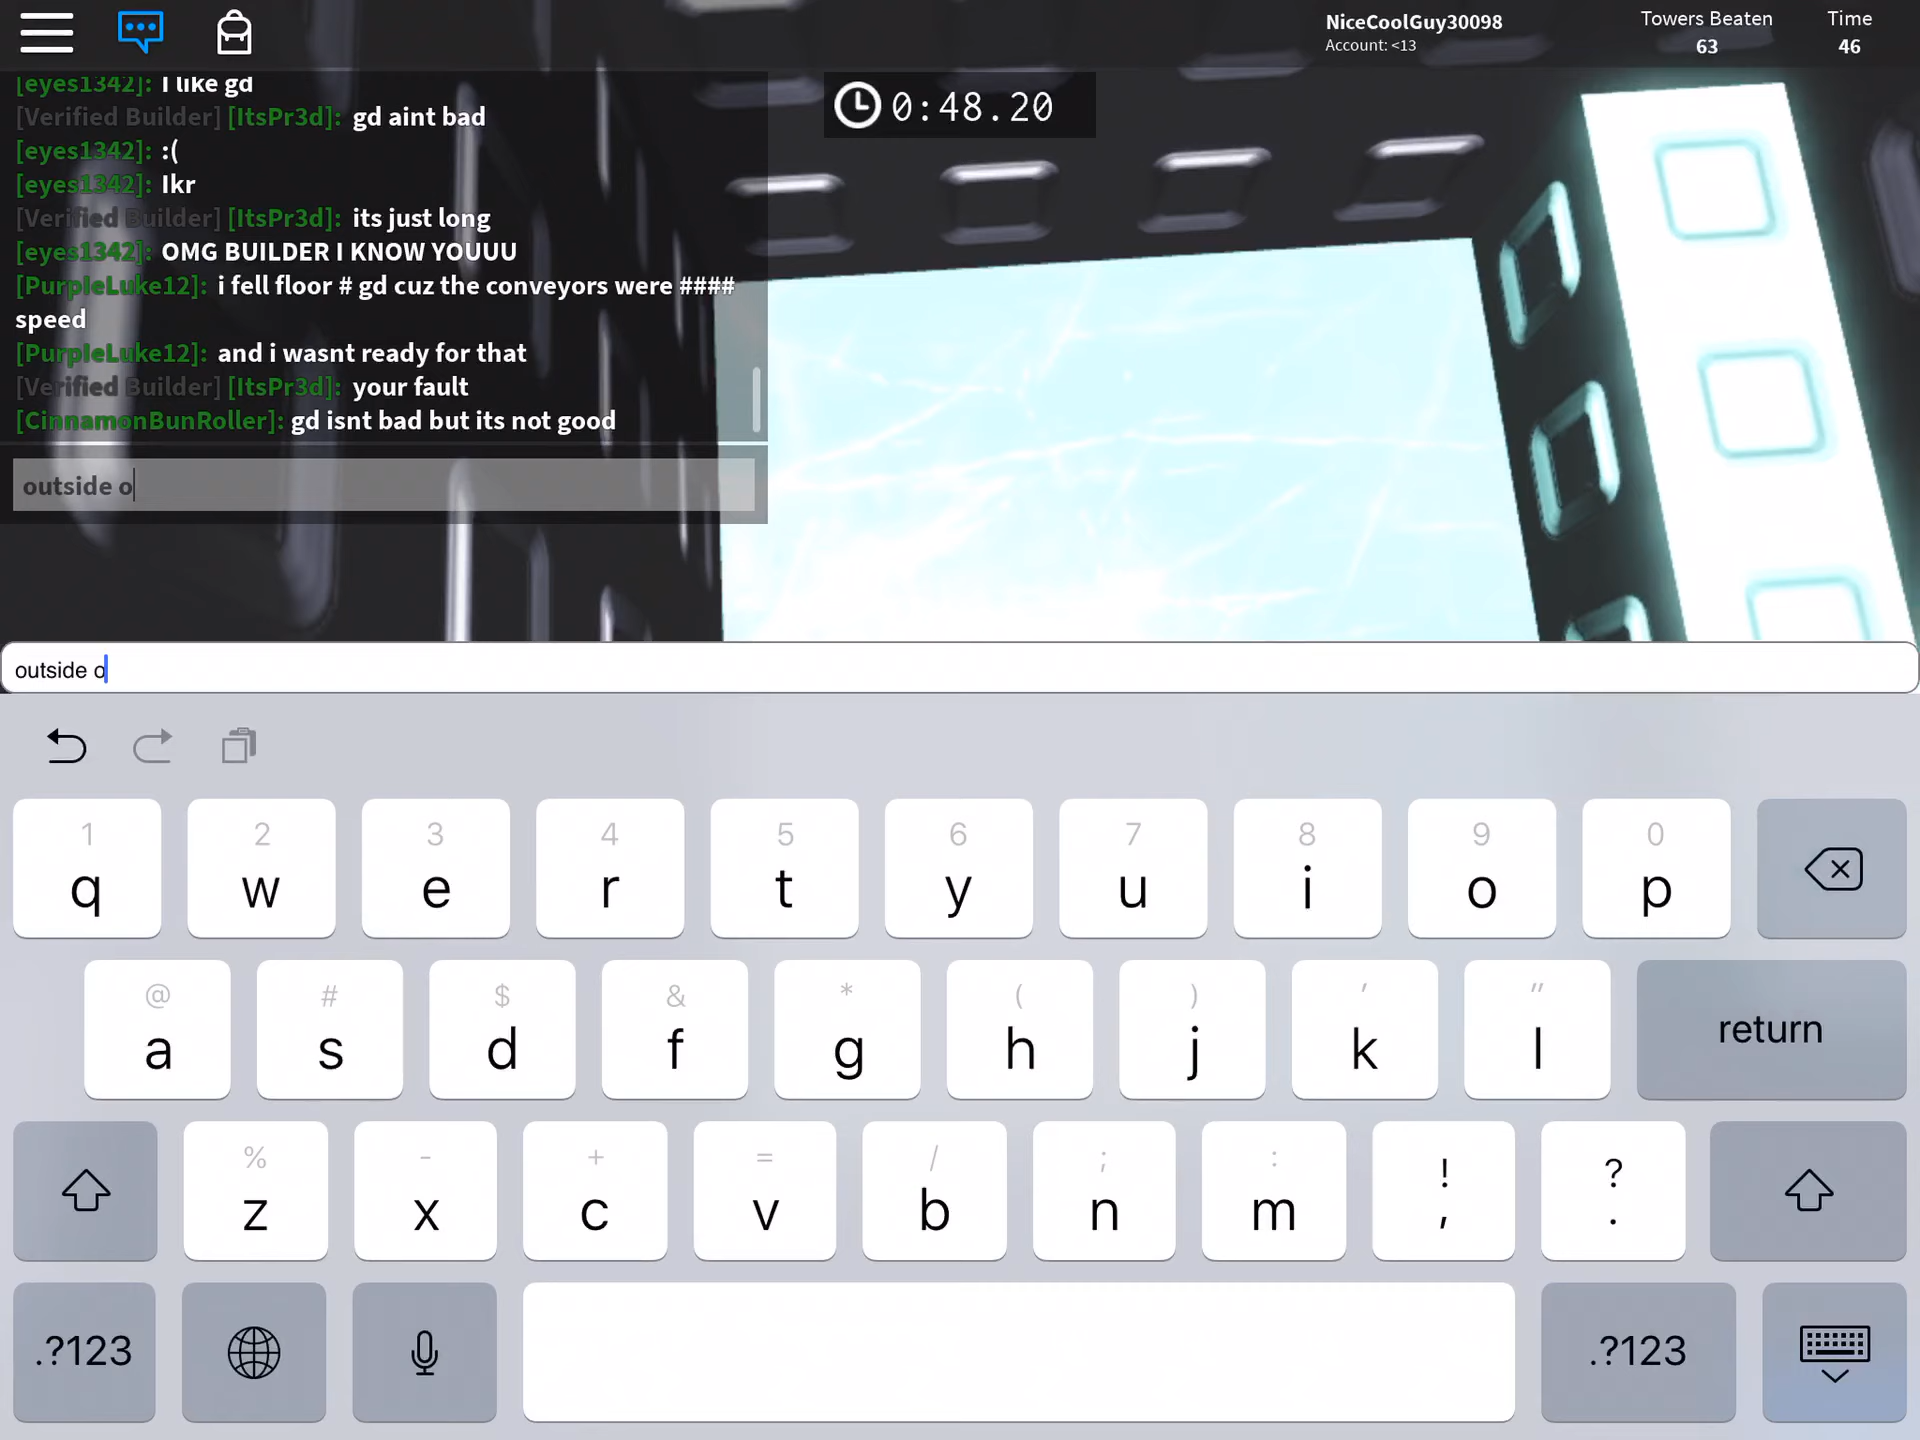 NiceCoolGuy30098
Account: <13
Towers Beaten
63
Time
46
0:48.20
[eyes1342]: I like gd
[Verified Builder] [ItsPr3d]: gd aint bad
[eyes1342]: :(
[eyes1342]: Ikr
[Verified Builder] [ItsPr3d]: its just long
[eyes1342]: OMG BUILDER I KNOW YOUUU
[PurpleLuke12]: i fell floor # gd cuz the conveyors were ####
speed
[PurpleLuke12]: and i wasnt ready for that
[Verified Builder] [ItsPr3d]: your fault
[CinnamonBunRoller]: gd isnt bad but its not good
outside o
outside o
1 2 3 4 5 6 7 8 9 0
q w e r t y u i o p
@ # $ & * ( ) ' "
a s d f g h j k l return
% - + = / ; : ! ?
z x c v b n m , .
.?123 .?123